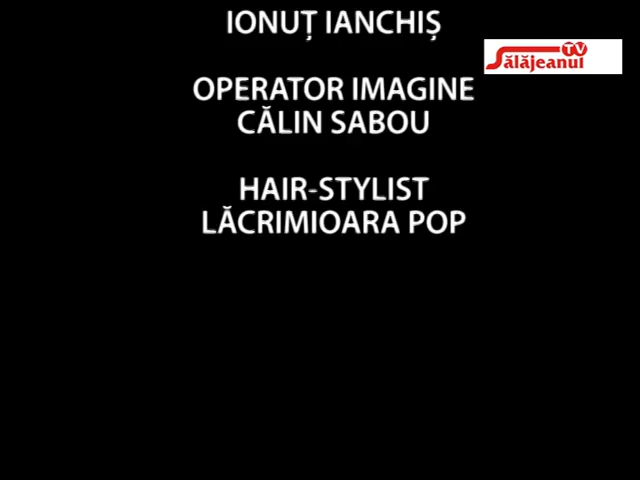 IONUȚ IANCHIȘ
TV
Sălăjeanul
OPERATOR IMAGINE
CĂLIN SABOU
HAIR-STYLIST
LĂCRIMIOARA POP